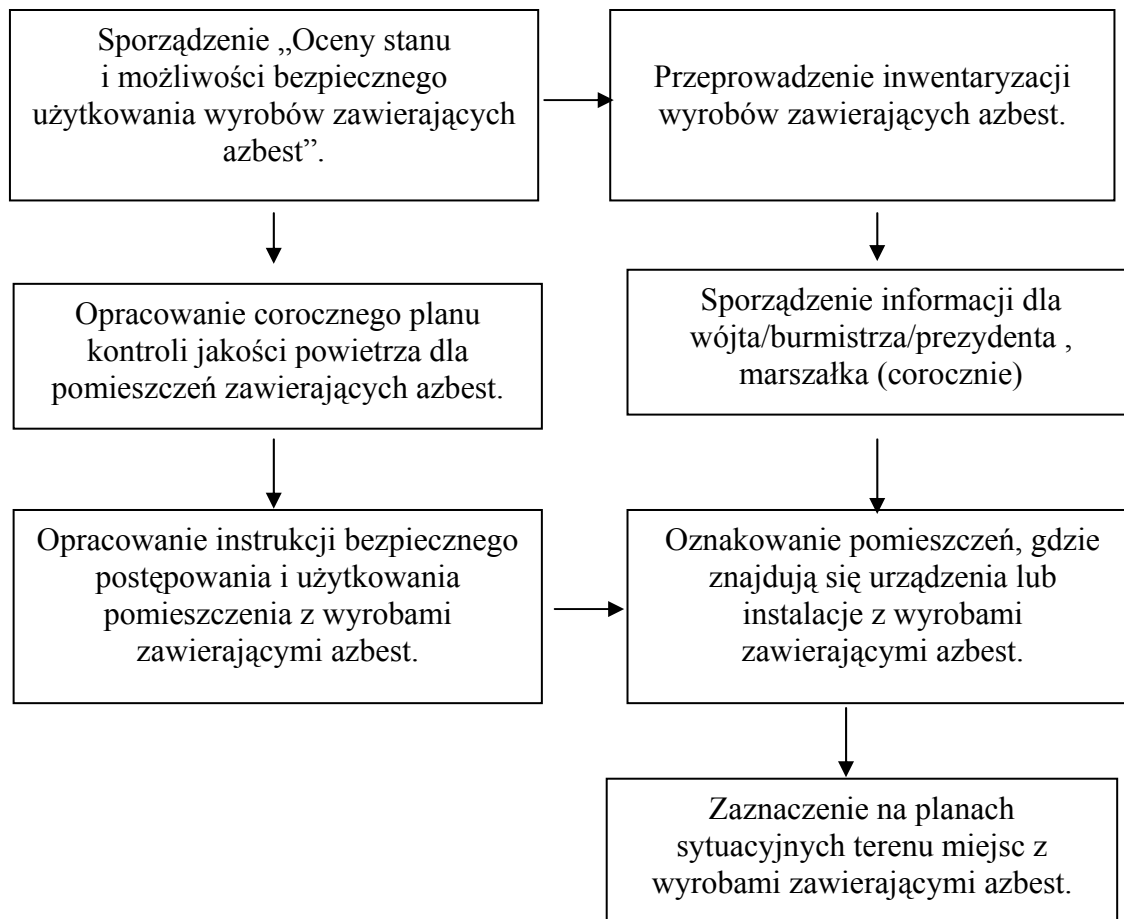 Sporządzenie „Oceny stanu
i możliwości bezpiecznego
użytkowania wyrobów zawierających
azbest”.
Przeprowadzenie inwentaryzacji
wyrobów zawierających azbest.
Opracowanie corocznego planu
kontroli jakości powietrza dla
pomieszczeń zawierających azbest.
Sporządzenie informacji dla
wójta/burmistrza/prezydenta ,
marszałka (corocznie)
Opracowanie instrukcji bezpiecznego
postępowania i użytkowania
pomieszczenia z wyrobami
zawierającymi azbest.
Oznakowanie pomieszczeń, gdzie
znajdują się urządzenia lub
instalacje z wyrobami
zawierającymi azbest.
Zaznaczenie na planach
sytuacyjnych terenu miejsc z
wyrobami zawierającymi azbest.